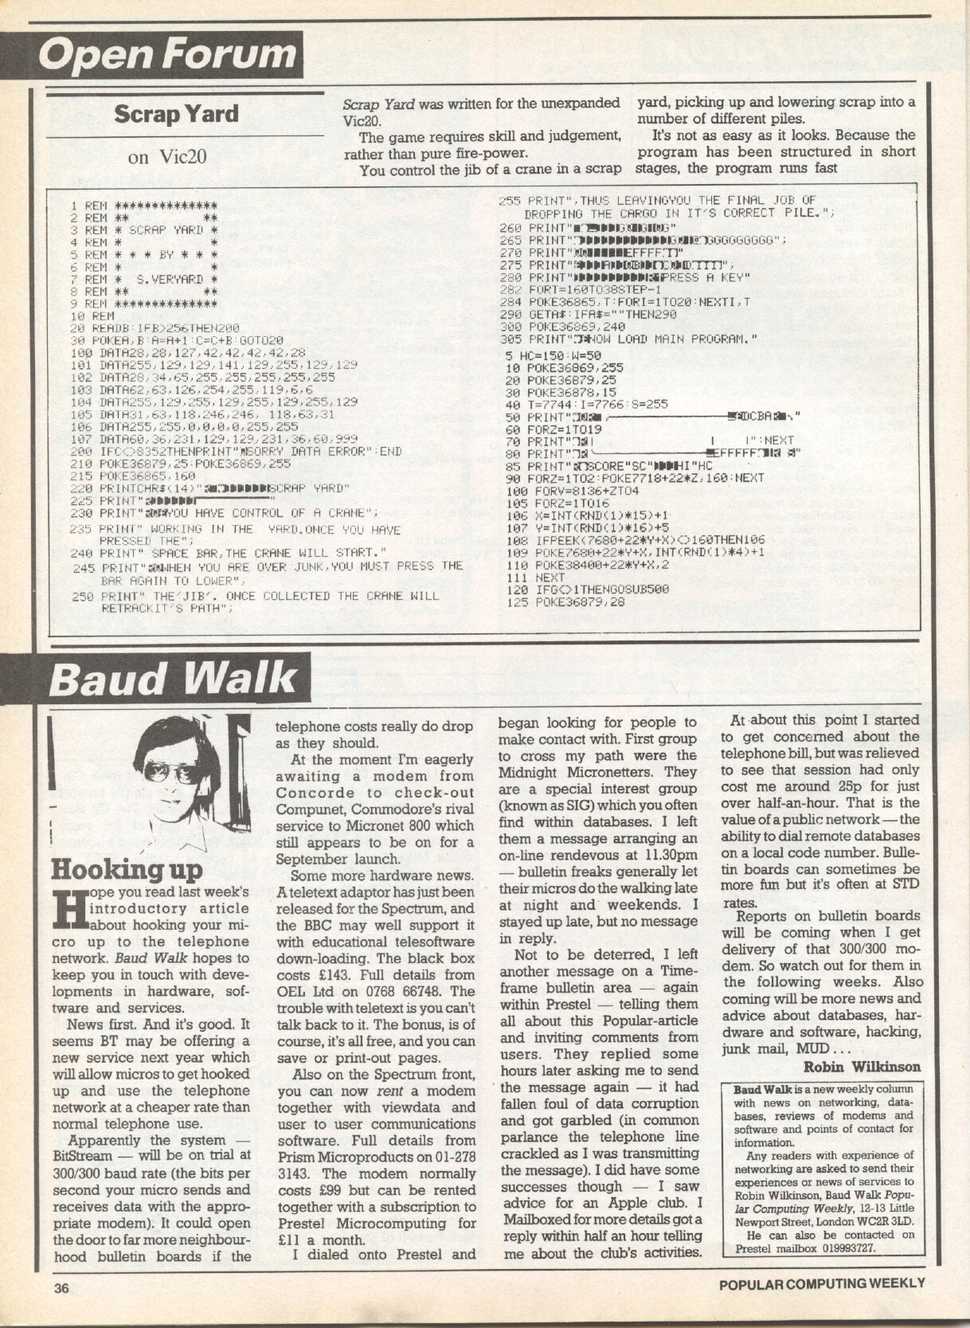 Open Forum
Scrap Yard
on Vic20
Scrap Yard was written for the unexpanded
Vic20.
The game requires skill and judgement,
rather than pure fire-power.
You control the jib of a crane in a scrap
yard, picking up and lowering scrap into a
number of different piles.
It's not as easy as it looks. Because the
program has been structured in short
stages, the program runs fast
1 REM **************
2 REM ** **
3 REM * SCRAP YARD *
4 REM * *
5 REM * * * BY * * *
6 REM * *
7 REM * S.VERYARD *
8 REM ** **
9 REM **************
10 REM
20 READB:IFB>256THEN200
30 POKEA,B:A=A+1:C=C+B:GOTO20
100 DATA28,28,127,42,42,42,42,28
101 DATA255,129,129,141,129,255,129,129
102 DATA28,34,65,255,255,255,255,255
103 DATA62,63,126,254,255,119,6,6
104 DATA255,129,255,129,255,129,255,129
105 DATA31,63,118,246,246, 118,63,31
106 DATA255,255,0,0,0,0,255,255
107 DATA60,36,231,129,129,231,36,60,999
200 IFC<>8352THENPRINT"SORRY DATA ERROR":END
210 POKE36879,25:POKE36869,255
215 POKE36865,160
220 PRINTCHR$(14)"SCRAP YARD"
225 PRINT"
230 PRINT"YOU HAVE CONTROL OF A CRANE";
235 PRINT" WORKING IN THE YARD.ONCE YOU HAVE
PRESSED THE";
240 PRINT" SPACE BAR,THE CRANE WILL START."
245 PRINT"WHEN YOU ARE OVER JUNK,YOU MUST PRESS THE
BAR AGAIN TO LOWER";
250 PRINT" THE'JIB'. ONCE COLLECTED THE CRANE WILL
RETRACKIT'S PATH";
255 PRINT",THUS LEAVINGYOU THE FINAL JOB OF
DROPPING THE CARGO IN IT'S CORRECT PILE.";
260 PRINT"
265 PRINT"
270 PRINT"
275 PRINT"
280 PRINT"PRESS A KEY"
282 FORT=160TO38STEP-1
284 POKE36865,T:FORI=1TO20:NEXTI,T
290 GETA$:IFA$=""THEN290
300 POKE36869,240
305 PRINT"NOW LOAD MAIN PROGRAM."
5 HC=150:W=50
10 POKE36869,255
20 POKE36879,25
30 POKE36878,15
40 T=7744:I=7766:S=255
50 PRINT"
60 FORZ=1TO19
70 PRINT" | | |":NEXT
80 PRINT"
85 PRINT"SCORE"SC"HI"HC
90 FORZ=1TO2:POKE7718+22*Z,160:NEXT
100 FORV=8136+ZTO4
105 FORZ=1TO16
106 X=INT(RND(1)*15)+1
107 Y=INT(RND(1)*16)+5
108 IFPEEK(7680+22*Y+X)<>160THEN106
109 POKE7680+22*Y+X,INT(RND(1)*4)+1
110 POKE38400+22*Y+X,2
111 NEXT
120 IFG<>1THENGOSUB500
125 POKE36879,28
Baud Walk
Hooking up
Hope you read last week's
introductory article
about hooking your mi-
cro up to the telephone
network. Baud Walk hopes to
keep you in touch with deve-
lopments in hardware, sof-
tware and services.
News first. And it's good. It
seems BT may be offering a
new service next year which
will allow micros to get hooked
up and use the telephone
network at a cheaper rate than
normal telephone use.
Apparently the system —
BitStream — will be on trial at
300/300 baud rate (the bits per
second your micro sends and
receives data with the appro-
priate modem). It could open
the door to far more neighbour-
hood bulletin boards if the
telephone costs really do drop
as they should.
At the moment I'm eagerly
awaiting a modem from
Concorde to check-out
Compunet, Commodore's rival
service to Micronet 800 which
still appears to be on for a
September launch.
Some more hardware news.
A teletext adaptor has just been
released for the Spectrum, and
the BBC may well support it
with educational telesoftware
down-loading. The black box
costs £143. Full details from
OEL Ltd on 0768 66748. The
trouble with teletext is you can't
talk back to it. The bonus, is of
course, it's all free, and you can
save or print-out pages.
Also on the Spectrum front,
you can now rent a modem
together with viewdata and
user to user communications
software. Full details from
Prism Microproducts on 01-278
3143. The modem normally
costs £99 but can be rented
together with a subscription to
Prestel Microcomputing for
£11 a month.
I dialed onto Prestel and
began looking for people to
make contact with. First group
to cross my path were the
Midnight Micronetters. They
are a special interest group
(known as SIG) which you often
find within databases. I left
them a message arranging an
on-line rendevous at 11.30pm
— bulletin freaks generally let
their micros do the walking late
at night and weekends. I
stayed up late, but no message
in reply.
Not to be deterred, I left
another message on a Time-
frame bulletin area — again
within Prestel — telling them
all about this Popular-article
and inviting comments from
users. They replied some
hours later asking me to send
the message again — it had
fallen foul of data corruption
and got garbled (in common
parlance the telephone line
crackled as I was transmitting
the message). I did have some
successes though — I saw
advice for an Apple club. I
Mailboxed for more details got a
reply within half an hour telling
me about the club's activities.
At about this point I started
to get concerned about the
telephone bill, but was relieved
to see that session had only
cost me around 25p for just
over half-an-hour. That is the
value of a public network — the
ability to dial remote databases
on a local code number. Bulle-
tin boards can sometimes be
more fun but it's often at STD
rates.
Reports on bulletin boards
will be coming when I get
delivery of that 300/300 mo-
dem. So watch out for them in
the following weeks. Also
coming will be more news and
advice about databases, har-
dware and software, hacking,
junk mail, MUD . . .
Robin Wilkinson
Baud Walk is a new weekly column
with news on networking, data-
bases, reviews of modems and
software and points of contact for
information.
Any readers with experience of
networking are asked to send their
experiences or news of services to
Robin Wilkinson, Baud Walk Popu-
lar Computing Weekly, 12-13 Little
Newport Street, London WC2R 3LD.
He can also be contacted on
Prestel mailbox 019993727.
36
POPULAR COMPUTING WEEKLY